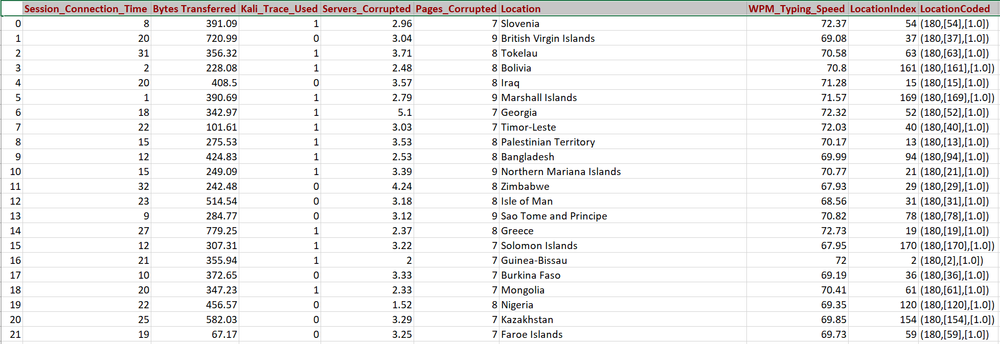 Session_Connection_Time Bytes Transferred Kali_Trace_Used Servers_Corrupted Pages_Corrupted Location WPM_Typing_Speed LocationIndex LocationCoded
0 8 391.09 1 2.96 7 Slovenia 72.37 54 (180,[54],[1.0])
1 20 720.99 0 3.04 9 British Virgin Islands 69.08 37 (180,[37],[1.0])
2 31 356.32 1 3.71 8 Tokelau 70.58 63 (180,[63],[1.0])
3 2 228.08 1 2.48 8 Bolivia 70.8 161 (180,[161],[1.0])
4 20 408.5 0 3.57 8 Iraq 71.28 15 (180,[15],[1.0])
5 1 390.69 1 2.79 9 Marshall Islands 71.57 169 (180,[169],[1.0])
6 18 342.97 1 5.1 7 Georgia 72.32 52 (180,[52],[1.0])
7 22 101.61 1 3.03 7 Timor-Leste 72.03 40 (180,[40],[1.0])
8 15 275.53 1 3.53 8 Palestinian Territory 70.17 13 (180,[13],[1.0])
9 12 424.83 1 2.53 8 Bangladesh 69.99 94 (180,[94],[1.0])
10 15 249.09 1 3.39 9 Northern Mariana Islands 70.77 21 (180,[21],[1.0])
11 32 242.48 0 4.24 8 Zimbabwe 67.93 29 (180,[29],[1.0])
12 23 514.54 0 3.18 8 Isle of Man 68.56 31 (180,[31],[1.0])
13 9 284.77 0 3.12 9 Sao Tome and Principe 70.82 78 (180,[78],[1.0])
14 27 779.25 1 2.37 8 Greece 72.73 19 (180,[19],[1.0])
15 12 307.31 1 3.22 7 Solomon Islands 67.95 170 (180,[170],[1.0])
16 21 355.94 1 2 7 Guinea-Bissau 72 2 (180,[2],[1.0])
17 10 372.65 0 3.33 7 Burkina Faso 69.19 36 (180,[36],[1.0])
18 20 347.23 1 2.33 7 Mongolia 70.41 61 (180,[61],[1.0])
19 22 456.57 0 1.52 8 Nigeria 69.35 120 (180,[120],[1.0])
20 25 582.03 0 3.29 7 Kazakhstan 69.85 154 (180,[154],[1.0])
21 19 67.17 0 3.25 7 Faroe Islands 69.73 59 (180,[59],[1.0])